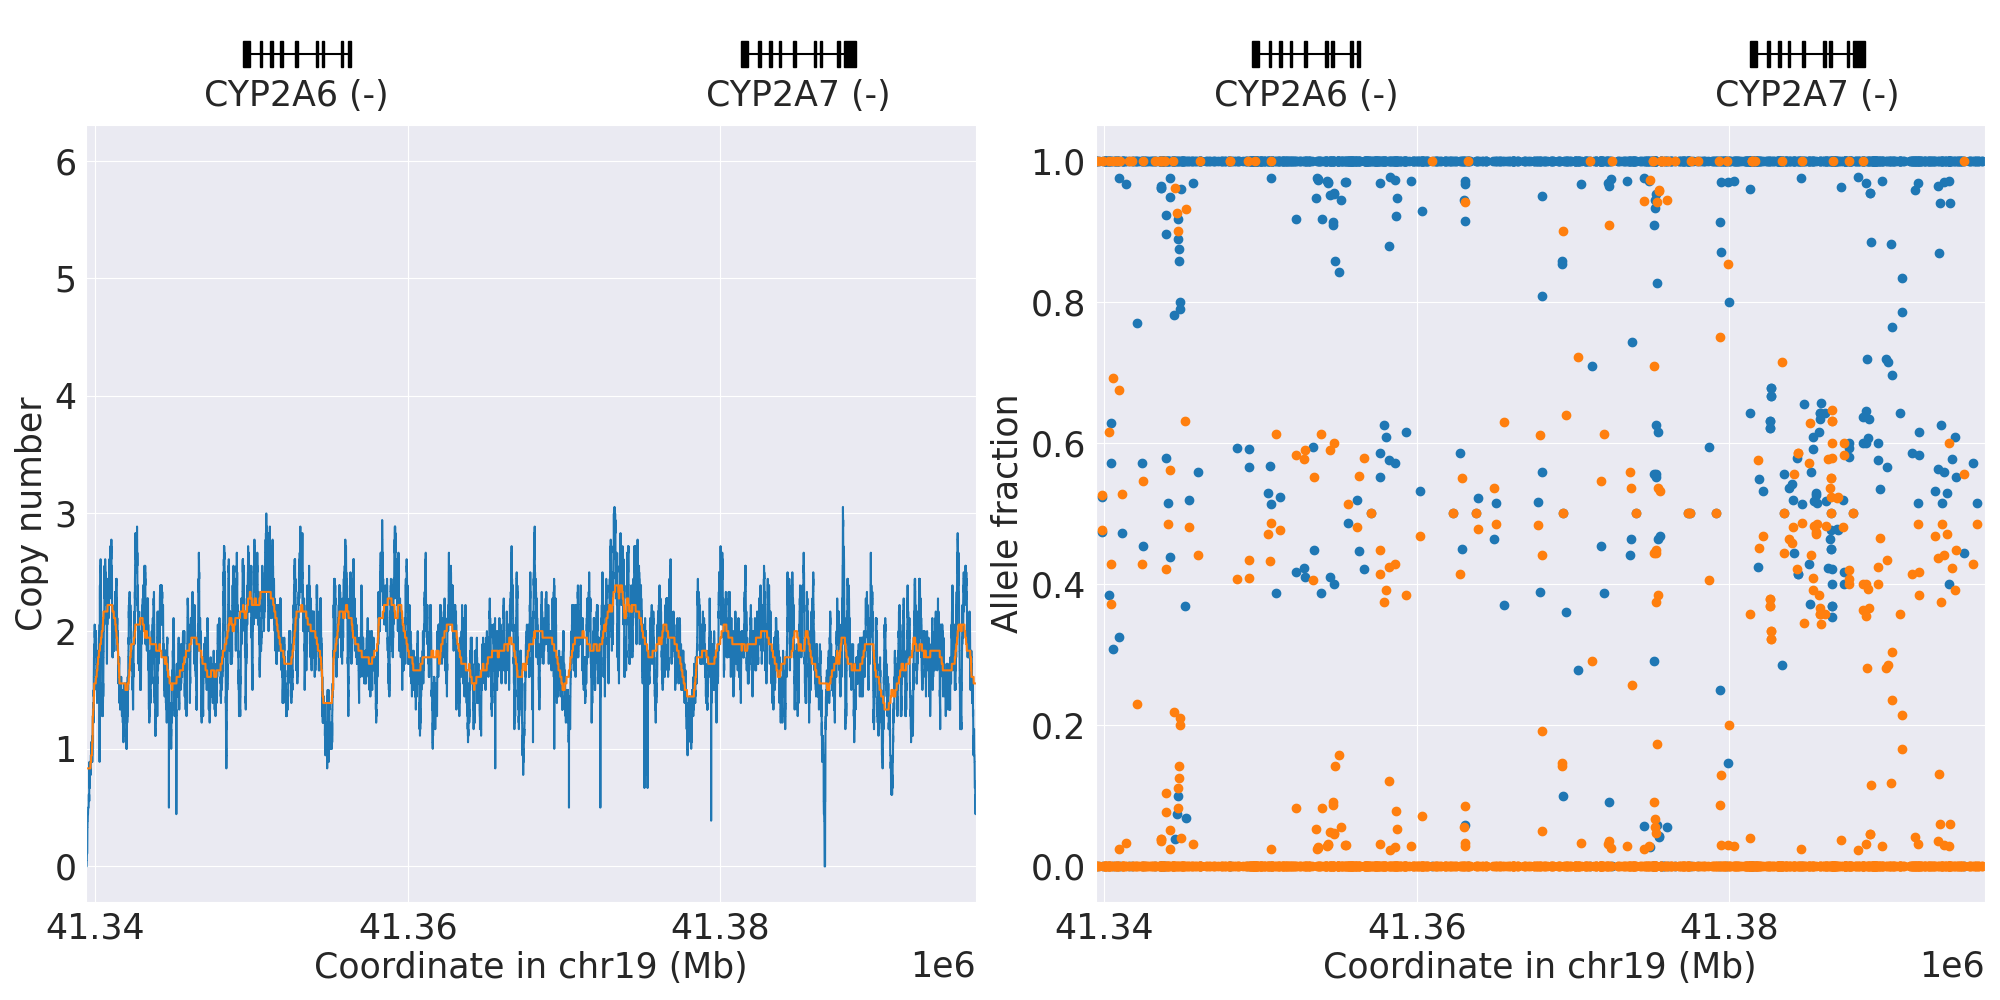 CYP2A6 (-) CYP2A7 (-)
CYP2A6 (-) CYP2A7 (-)
Copy number
6
5
4
3
2
1
0
41.34 41.36 41.38
Coordinate in chr19 (Mb) 1e6
Allele fraction
1.0
0.8
0.6
0.4
0.2
0.0
41.34 41.36 41.38
Coordinate in chr19 (Mb) 1e6